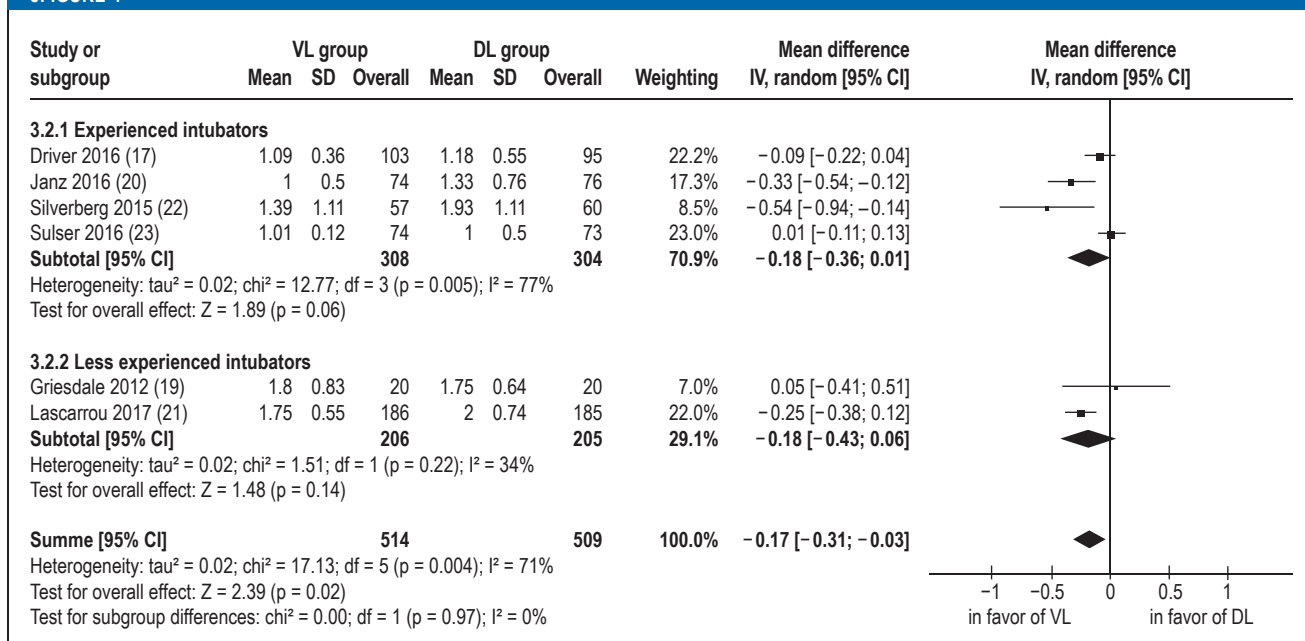 Study or subgroup VL group DL group Weighting Mean difference IV, random [95% CI] Mean difference IV, random [95% CI]
Mean SD Overall Mean SD Overall
3.2.1 Experienced intubators
Driver 2016 (17) 1.09 0.36 103 1.18 0.55 95 22.2% −0.09 [−0.22; 0.04]
Janz 2016 (20) 1 0.5 74 1.33 0.76 76 17.3% −0.33 [−0.54; −0.12]
Silverberg 2015 (22) 1.39 1.11 57 1.93 1.11 60 8.5% −0.54 [−0.94; −0.14]
Sulser 2016 (23) 1.01 0.12 74 1 0.5 73 23.0% 0.01 [−0.11; 0.13]
Subtotal [95% CI] 308 304 70.9% −0.18 [−0.36; 0.01]
Heterogeneity: tau² = 0.02; chi² = 12.77; df = 3 (p = 0.005); I² = 77%
Test for overall effect: Z = 1.89 (p = 0.06)
3.2.2 Less experienced intubators
Griesdale 2012 (19) 1.8 0.83 20 1.75 0.64 20 7.0% 0.05 [−0.41; 0.51]
Lascarrou 2017 (21) 1.75 0.55 186 2 0.74 185 22.0% −0.25 [−0.38; 0.12]
Subtotal [95% CI] 206 205 29.1% −0.18 [−0.43; 0.06]
Heterogeneity: tau² = 0.02; chi² = 1.51; df = 1 (p = 0.22); I² = 34%
Test for overall effect: Z = 1.48 (p = 0.14)
Summe [95% CI] 514 509 100.0% −0.17 [−0.31; −0.03]
Heterogeneity: tau² = 0.02; chi² = 17.13; df = 5 (p = 0.004); I² = 71%
Test for overall effect: Z = 2.39 (p = 0.02)
Test for subgroup differences: chi² = 0.00; df = 1 (p = 0.97); I² = 0%
−1 −0.5 0 0.5 1
in favor of VL in favor of DL